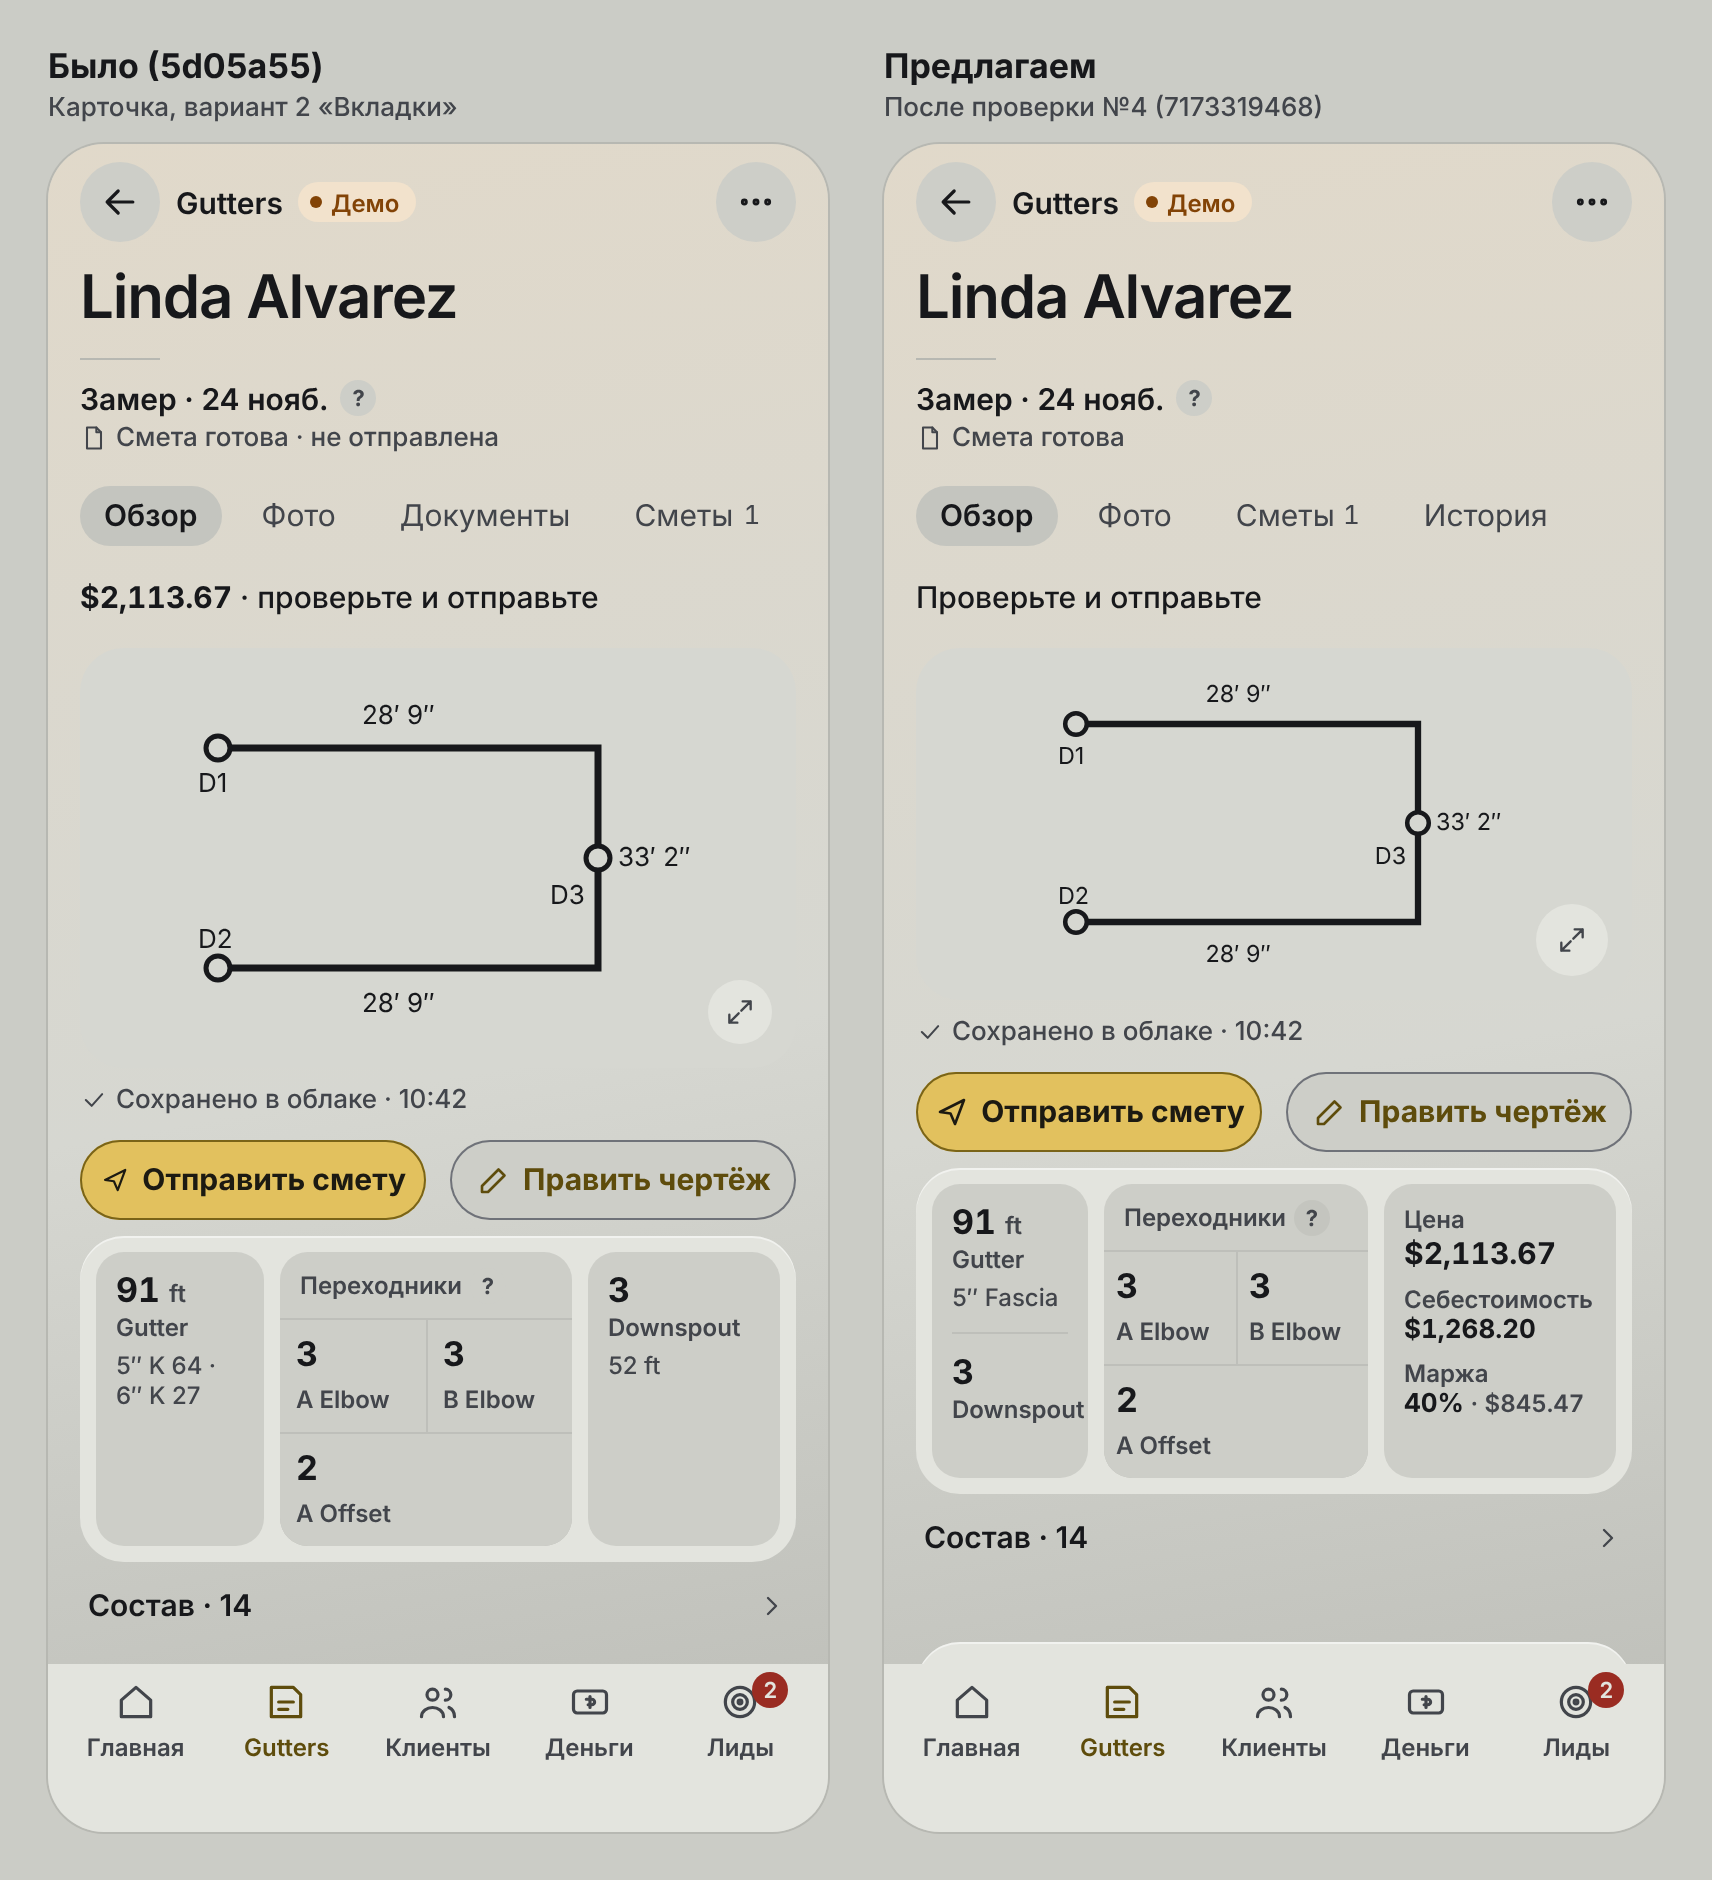 Было (5d05a55)
Карточка, вариант 2 «Вкладки»
Gutters
Демо
Linda Alvarez
Замер · 24 нояб. ?
Смета готова · не отправлена
Обзор Фото Документы Сметы 1
$2,113.67 · проверьте и отправьте
28′ 9″
D1
33′ 2″
D3
D2
28′ 9″
Сохранено в облаке · 10:42
Отправить смету
Править чертёж
91 ft
Gutter
5″ K 64 ·
6″ K 27
Переходники ?
3
A Elbow
3
B Elbow
2
A Offset
3
Downspout
52 ft
Состав · 14
Главная
Gutters
Клиенты
Деньги
2
Лиды
Предлагаем
После проверки №4 (7173319468)
Gutters
Демо
Linda Alvarez
Замер · 24 нояб. ?
Смета готова
Обзор Фото Сметы 1 История
Проверьте и отправьте
28′ 9″
D1
33′ 2″
D3
D2
28′ 9″
Сохранено в облаке · 10:42
Отправить смету
Править чертёж
91 ft
Gutter
5″ Fascia
3
Downspout
Переходники ?
3
A Elbow
3
B Elbow
2
A Offset
Цена
$2,113.67
Себестоимость
$1,268.20
Маржа
40% · $845.47
Состав · 14
Главная
Gutters
Клиенты
Деньги
2
Лиды